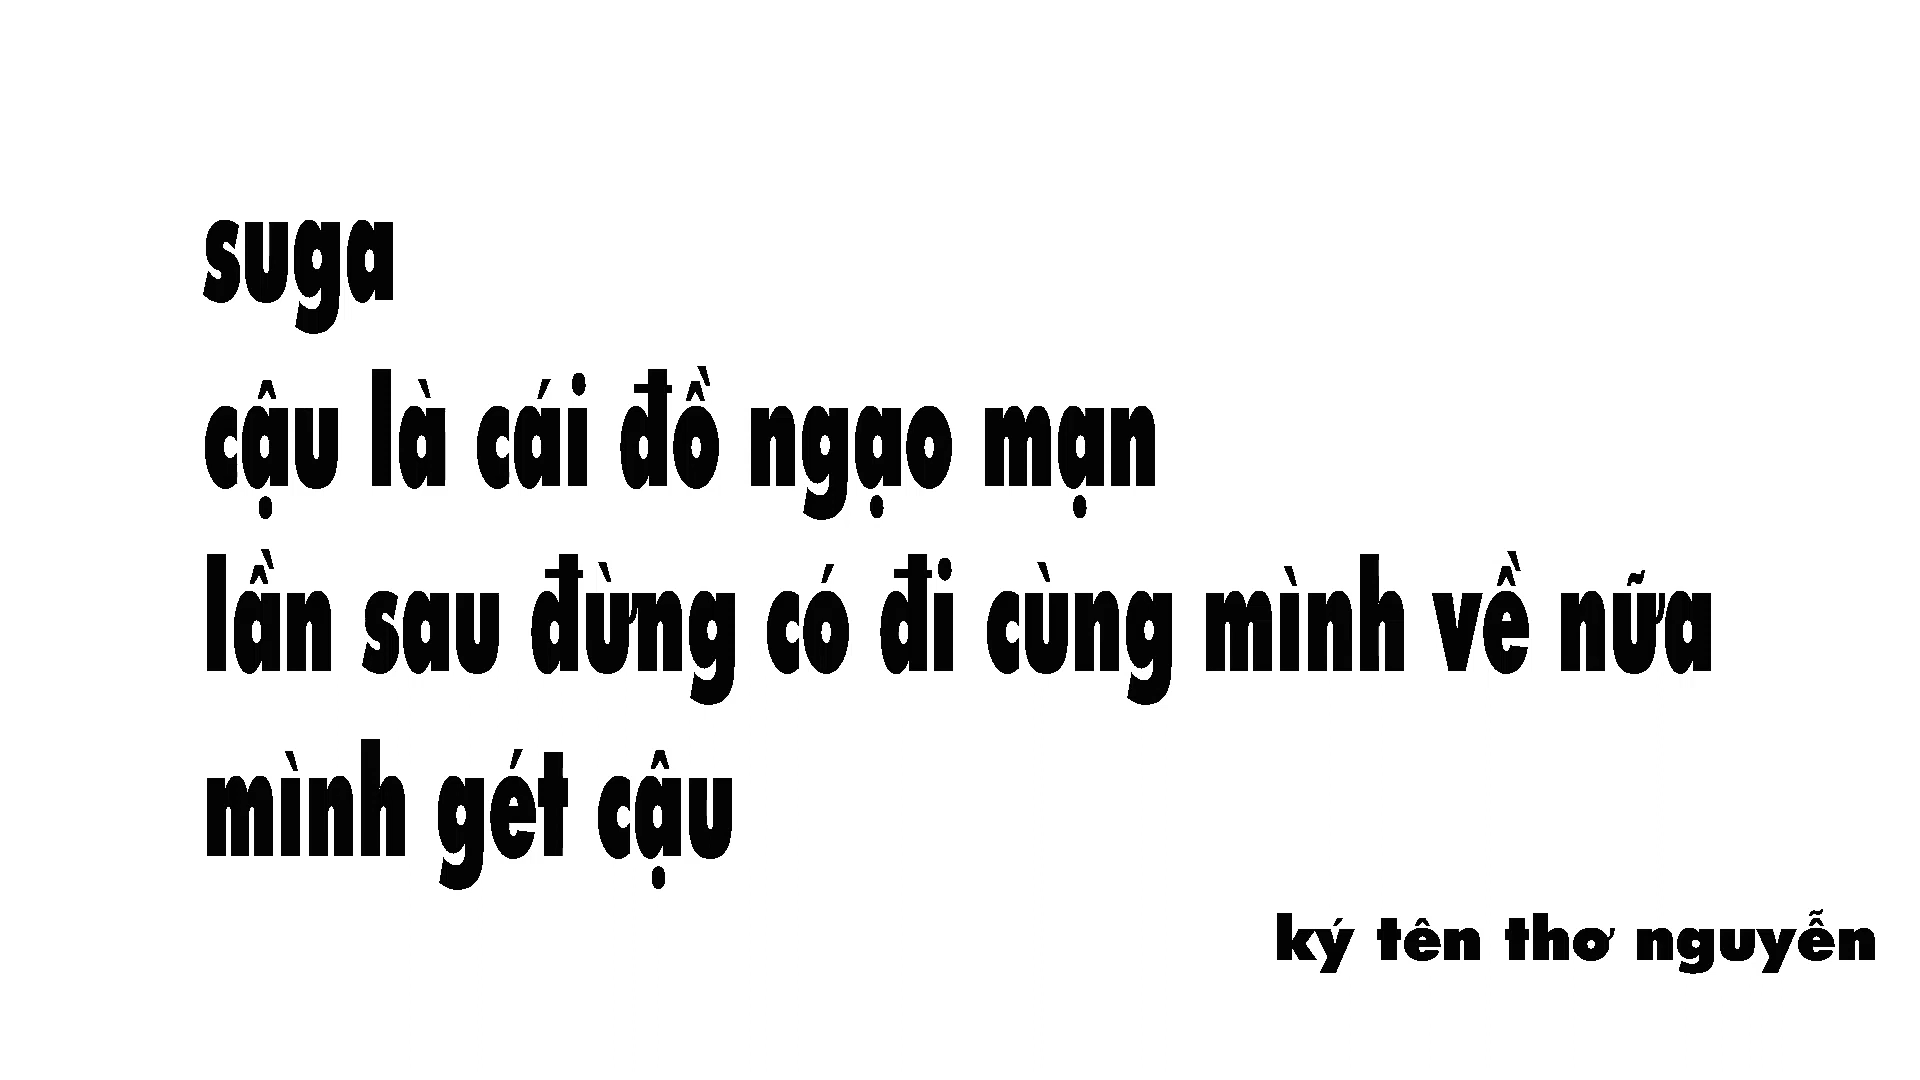 suga
cậu là cái đồ ngạo mạn
lần sau đừng có đi cùng mình về nữa
mình gét cậu
ký tên thơ nguyễn